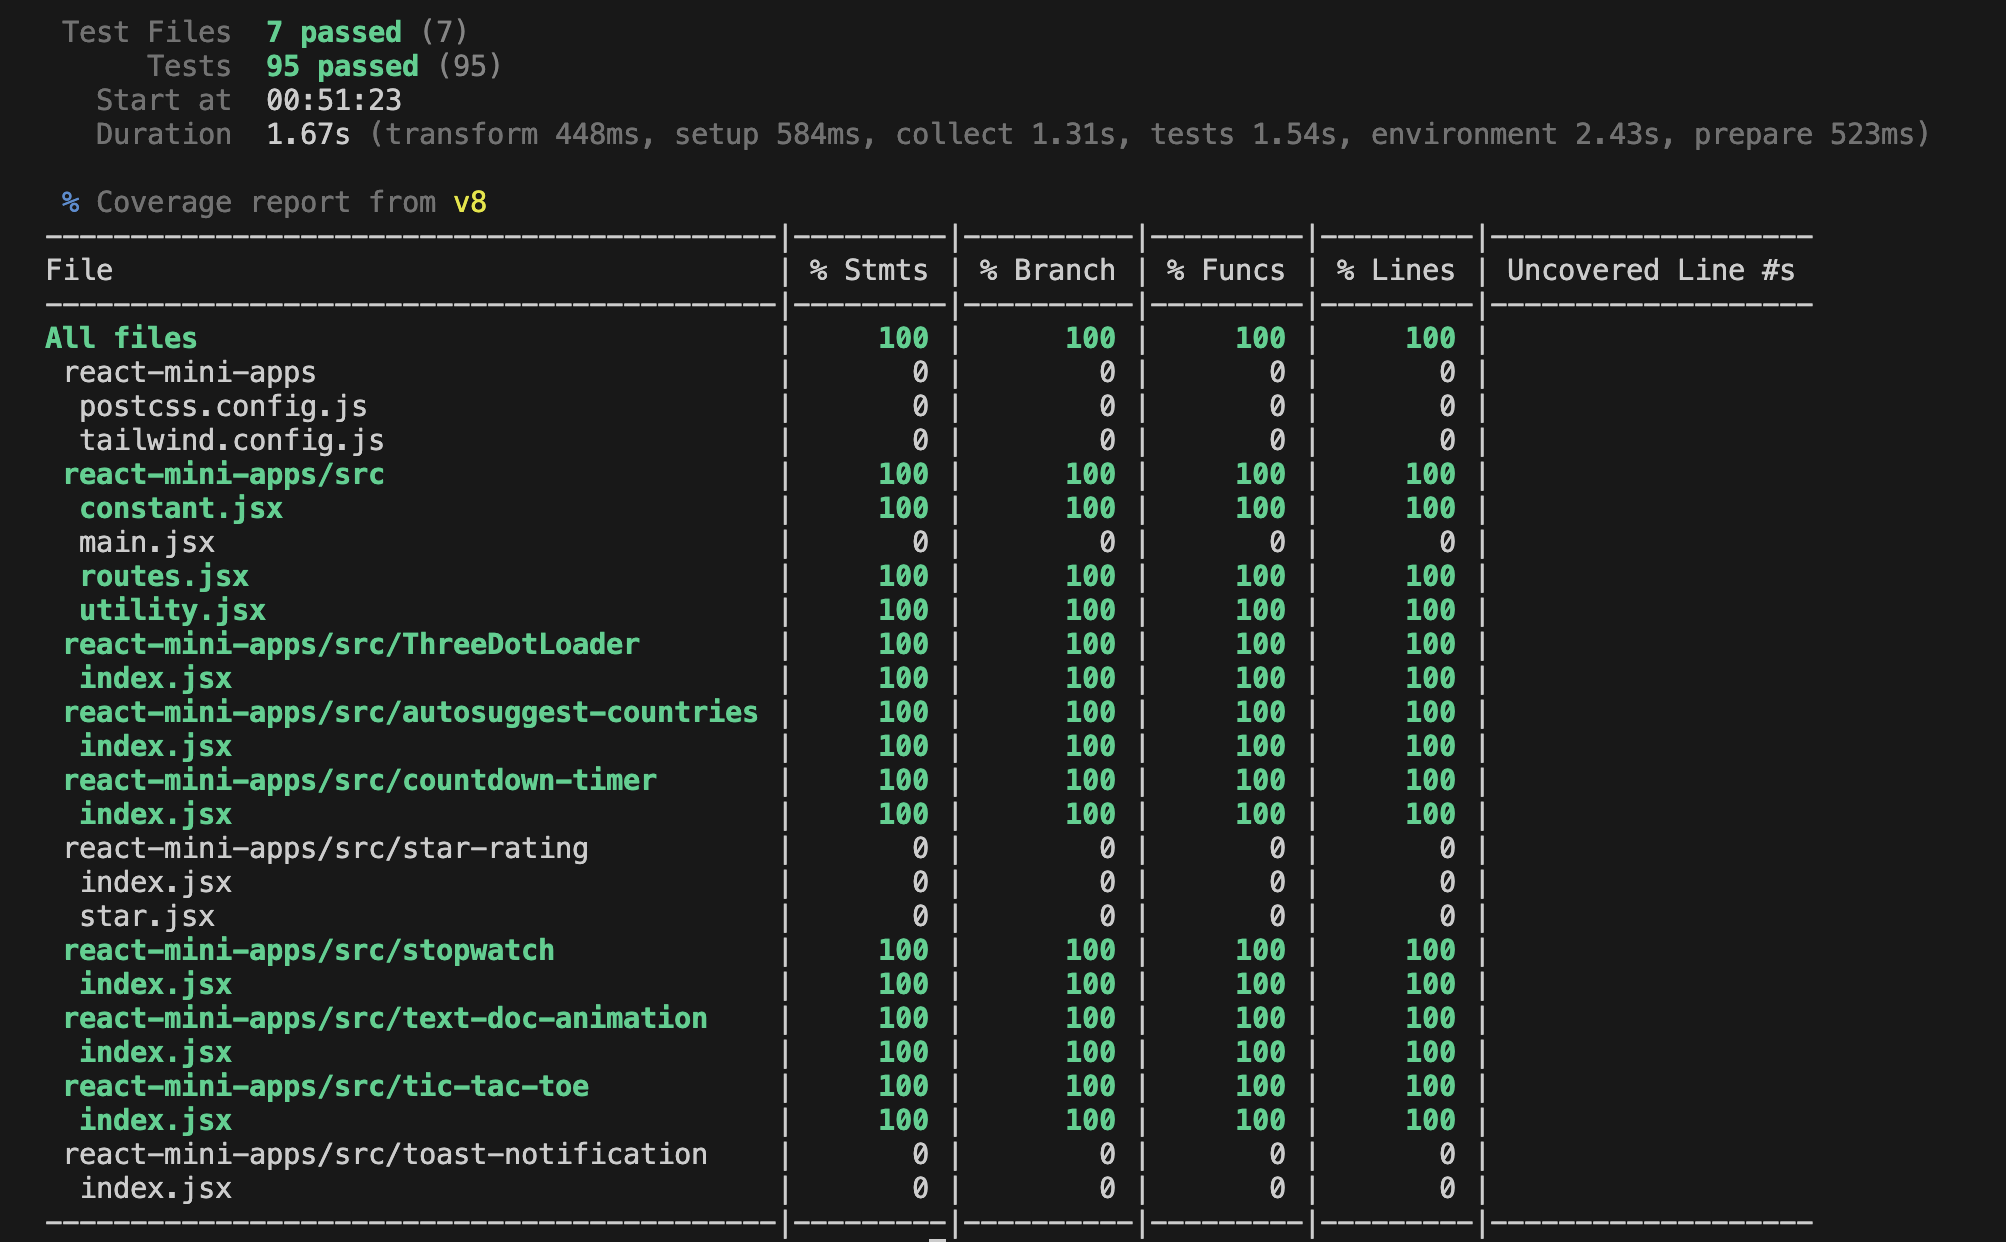 Test Files  7 passed (7)
Tests  95 passed (95)
Start at  00:51:23
Duration  1.67s (transform 448ms, setup 584ms, collect 1.31s, tests 1.54s, environment 2.43s, prepare 523ms)
% Coverage report from v8
File | % Stmts | % Branch | % Funcs | % Lines | Uncovered Line #s
All files | 100 | 100 | 100 | 100 |
react-mini-apps | 0 | 0 | 0 | 0 |
postcss.config.js | 0 | 0 | 0 | 0 |
tailwind.config.js | 0 | 0 | 0 | 0 |
react-mini-apps/src | 100 | 100 | 100 | 100 |
constant.jsx | 100 | 100 | 100 | 100 |
main.jsx | 0 | 0 | 0 | 0 |
routes.jsx | 100 | 100 | 100 | 100 |
utility.jsx | 100 | 100 | 100 | 100 |
react-mini-apps/src/ThreeDotLoader | 100 | 100 | 100 | 100 |
index.jsx | 100 | 100 | 100 | 100 |
react-mini-apps/src/autosuggest-countries | 100 | 100 | 100 | 100 |
index.jsx | 100 | 100 | 100 | 100 |
react-mini-apps/src/countdown-timer | 100 | 100 | 100 | 100 |
index.jsx | 100 | 100 | 100 | 100 |
react-mini-apps/src/star-rating | 0 | 0 | 0 | 0 |
index.jsx | 0 | 0 | 0 | 0 |
star.jsx | 0 | 0 | 0 | 0 |
react-mini-apps/src/stopwatch | 100 | 100 | 100 | 100 |
index.jsx | 100 | 100 | 100 | 100 |
react-mini-apps/src/text-doc-animation | 100 | 100 | 100 | 100 |
index.jsx | 100 | 100 | 100 | 100 |
react-mini-apps/src/tic-tac-toe | 100 | 100 | 100 | 100 |
index.jsx | 100 | 100 | 100 | 100 |
react-mini-apps/src/toast-notification | 0 | 0 | 0 | 0 |
index.jsx | 0 | 0 | 0 | 0 |